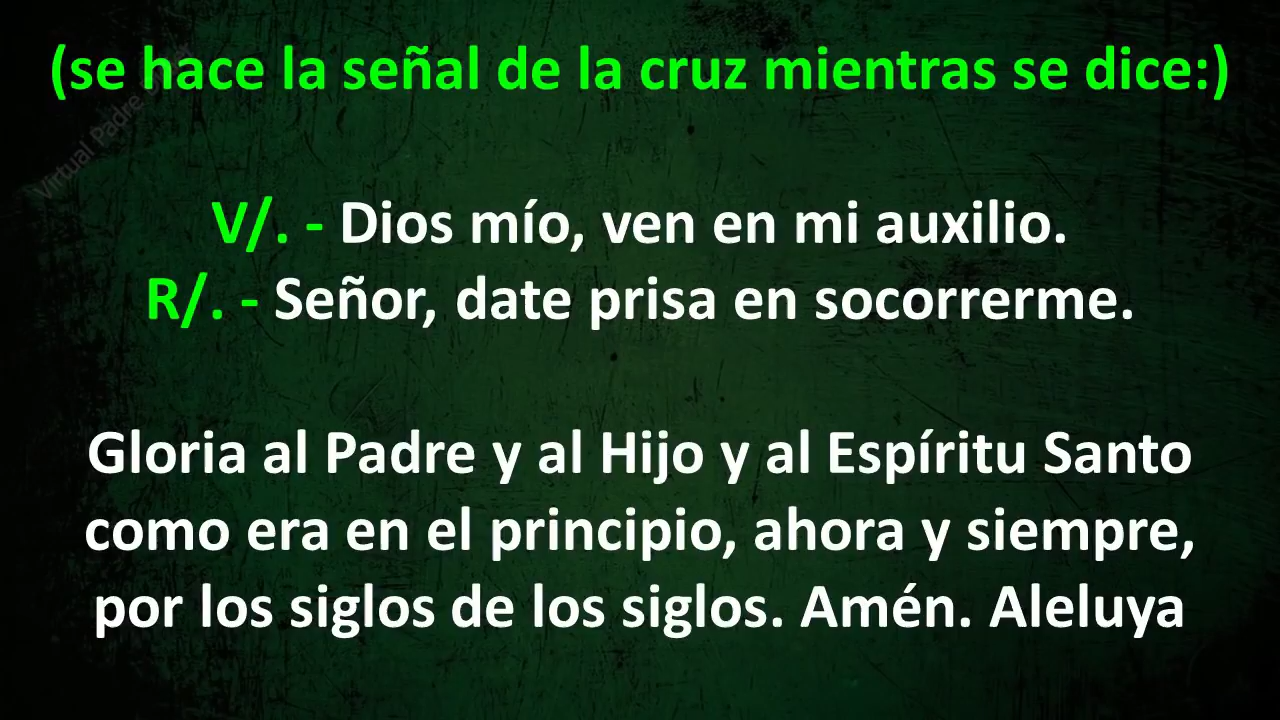 (se hace la señal de la cruz mientras se dice:)
Virtual Padre
V/. - Dios mío, ven en mi auxilio.
R/. - Señor, date prisa en socorrerme.
Gloria al Padre y al Hijo y al Espíritu Santo
como era en el principio, ahora y siempre,
por los siglos de los siglos. Amén. Aleluya